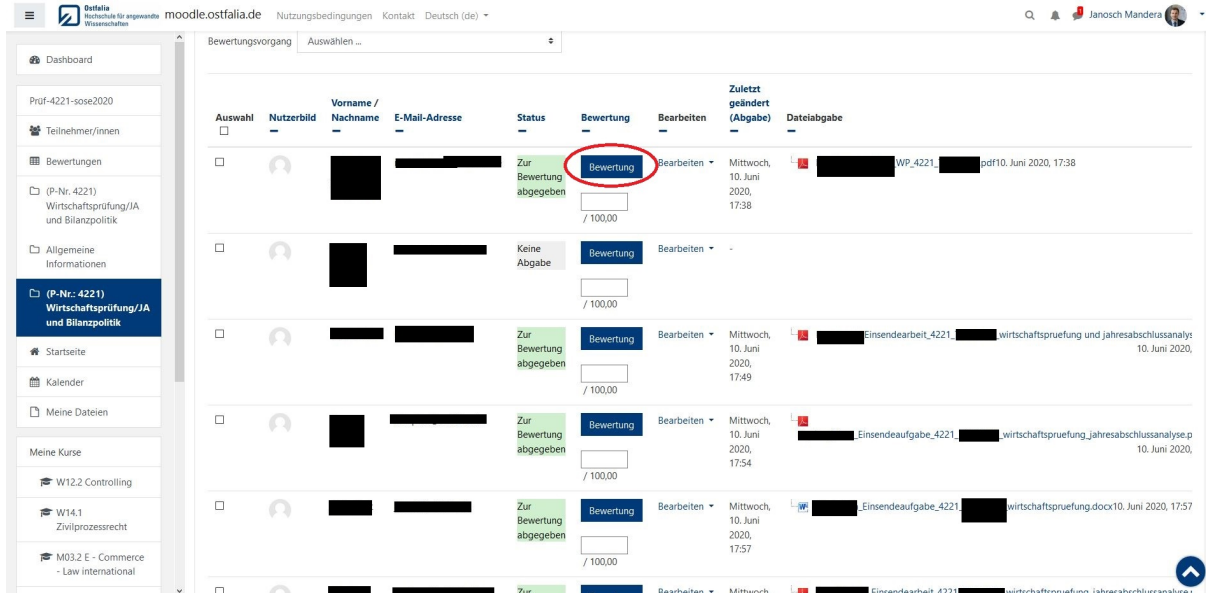 Ostfalia
Hochschule für angewandte
Wissenschaften
moodle.ostfalia.de Nutzungsbedingungen Kontakt Deutsch (de)
Janosch Mandera
Dashboard
Prüf-4221-sose2020
Teilnehmer/innen
Bewertungen
(P-Nr. 4221)
Wirtschaftsprüfung/JA
und Bilanzpolitik
Allgemeine
Informationen
(P-Nr.: 4221)
Wirtschaftsprüfung/JA
und Bilanzpolitik
Startseite
Kalender
Meine Dateien
Meine Kurse
W12.2 Controlling
W14.1
Zivilprozessrecht
M03.2 E - Commerce
- Law international
Bewertungsvorgang Auswählen ...
Auswahl
Nutzerbild
Vorname /
Nachname
E-Mail-Adresse
Status
Bewertung
Bearbeiten
Zuletzt
geändert
(Abgabe)
Dateiabgabe
Zur
Bewertung
abgegeben
Bewertung
/ 100,00
Bearbeiten
Mittwoch,
10. Juni
2020,
17:38
WP_4221_ pdf10. Juni 2020, 17:38
Keine
Abgabe
Bewertung
/ 100,00
Bearbeiten
-
Zur
Bewertung
abgegeben
Bewertung
/ 100,00
Bearbeiten
Mittwoch,
10. Juni
2020,
17:49
Einsendearbeit_4221_ _wirtschaftspruefung und jahresabschlussanalys
10. Juni 2020,
Zur
Bewertung
abgegeben
Bewertung
/ 100,00
Bearbeiten
Mittwoch,
10. Juni
2020,
17:54
_Einsendeaufgabe_4221_ _wirtschaftspruefung_jahresabschlussanalyse.p
10. Juni 2020,
Zur
Bewertung
abgegeben
Bewertung
/ 100,00
Bearbeiten
Mittwoch,
10. Juni
2020,
17:57
_Einsendeaufgabe_4221_ wirtschaftspruefung.docx10. Juni 2020, 17:57
Zur
Bearbeiten
Mittwoch,
Einsendearbeit_4221 wirtschaftspruefung_jahresabschlussanalyse.